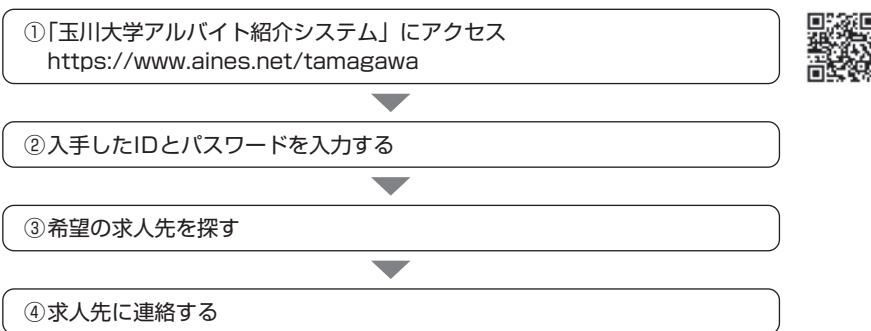 ①「玉川大学アルバイト紹介システム」にアクセス
https://www.aines.net/tamagawa
②入手したIDとパスワードを入力する
③希望の求人先を探す
④求人先に連絡する